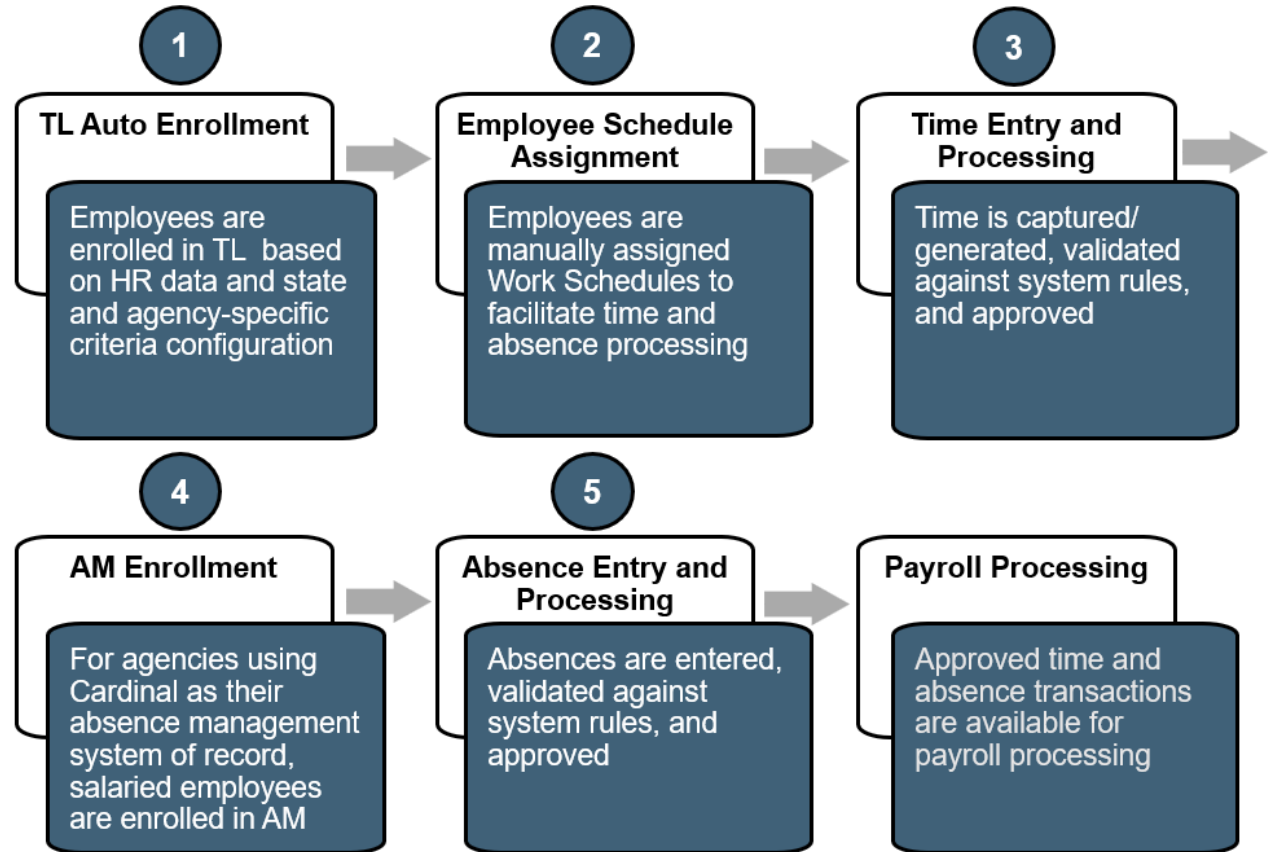 1
TL Auto Enrollment
Employees are
enrolled in TL based
on HR data and state
and agency-specific
criteria configuration
2
Employee Schedule
Assignment
Employees are
manually assigned
Work Schedules to
facilitate time and
absence processing
3
Time Entry and
Processing
Time is captured/
generated, validated
against system rules,
and approved
4
AM Enrollment
For agencies using
Cardinal as their
absence management
system of record,
salaried employees
are enrolled in AM
5
Absence Entry and
Processing
Absences are entered,
validated against
system rules, and
approved
Payroll Processing
Approved time and
absence transactions
are available for
payroll processing